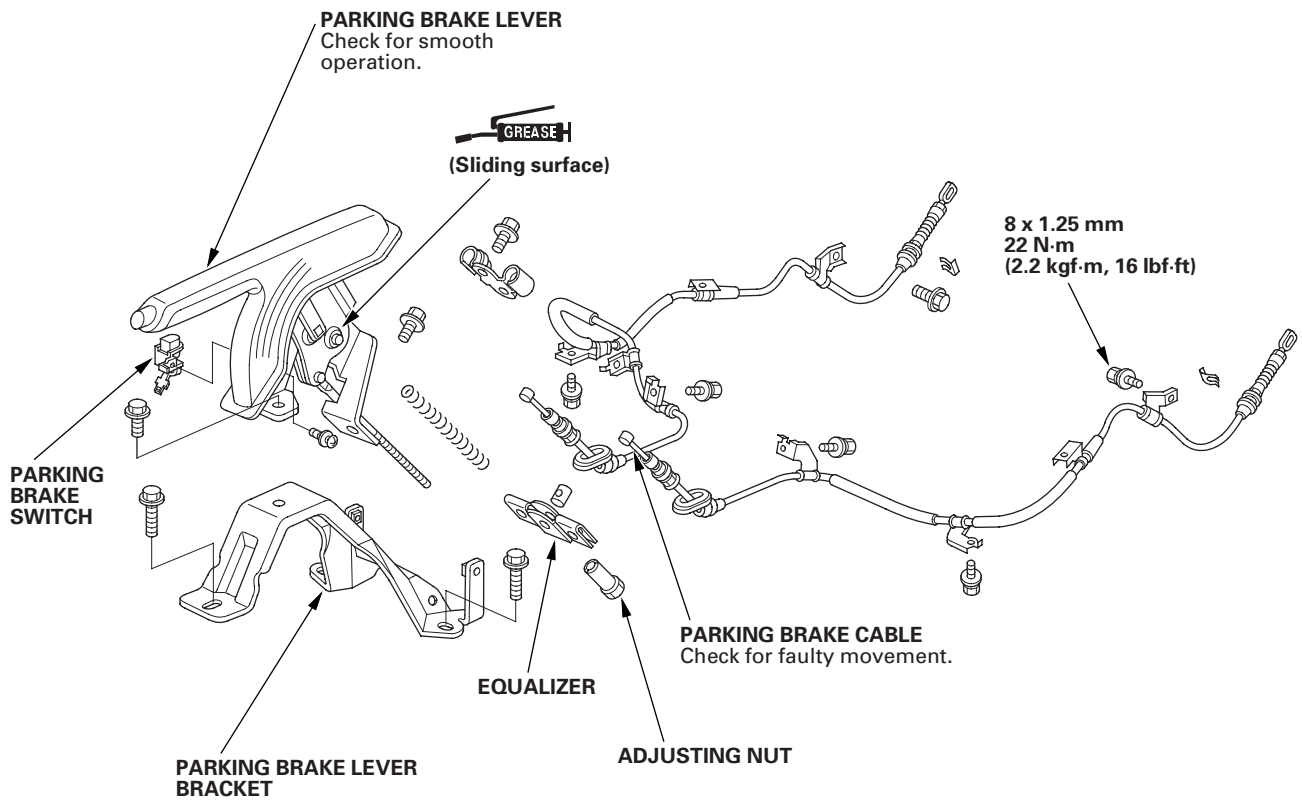 PARKING BRAKE LEVER
Check for smooth
operation.
GREASE
(Sliding surface)
8 x 1.25 mm
22 N·m
(2.2 kgf·m, 16 lbf·ft)
PARKING
BRAKE
SWITCH
PARKING BRAKE CABLE
Check for faulty movement.
EQUALIZER
ADJUSTING NUT
PARKING BRAKE LEVER
BRACKET